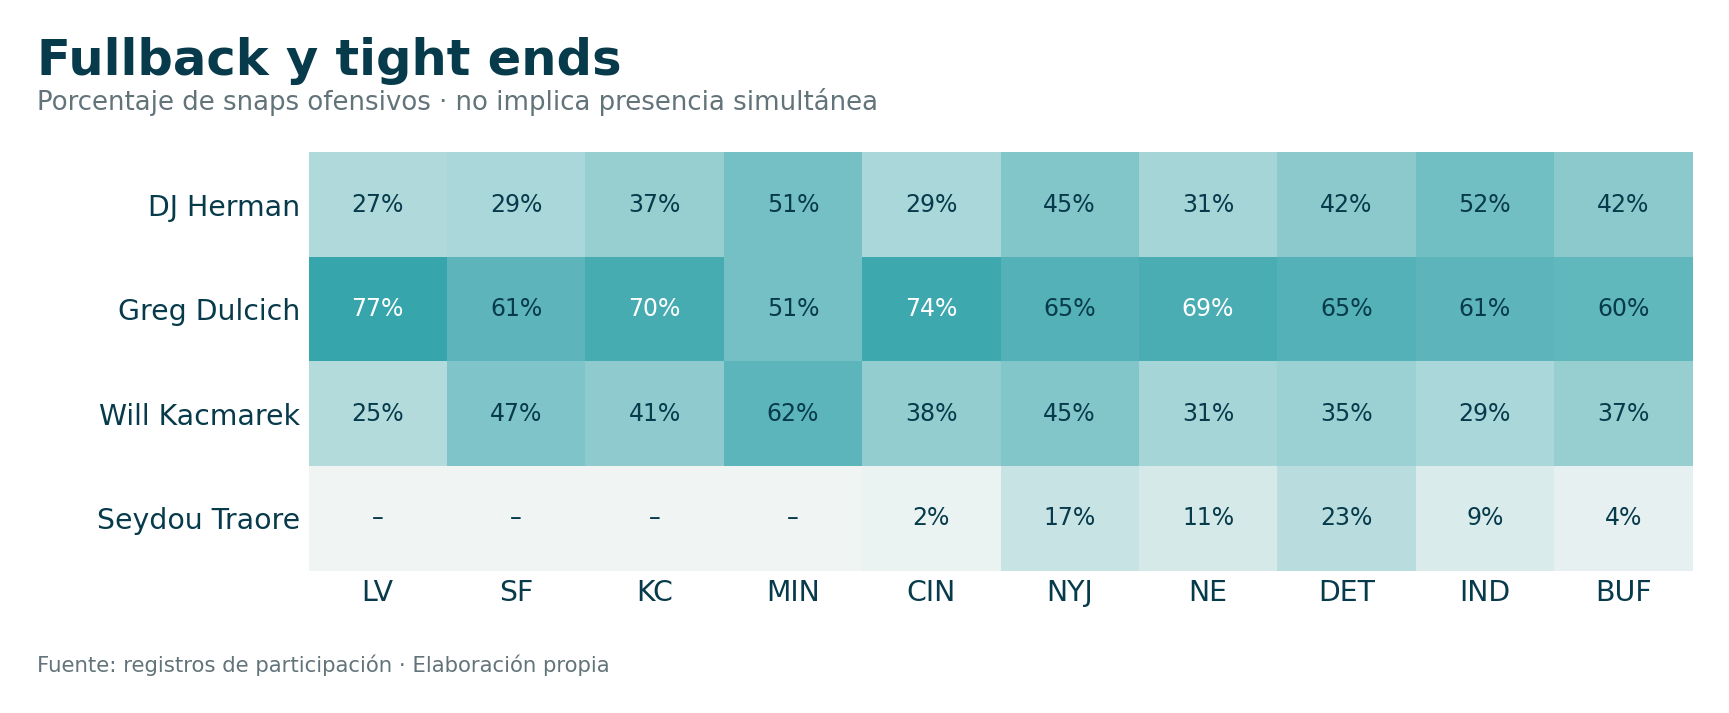 Fullback y tight ends
Porcentaje de snaps ofensivos · no implica presencia simultánea
DJ Herman 27% 29% 37% 51% 29% 45% 31% 42% 52% 42%
Greg Dulcich 77% 61% 70% 51% 74% 65% 69% 65% 61% 60%
Will Kacmarek 25% 47% 41% 62% 38% 45% 31% 35% 29% 37%
Seydou Traore – – – – 2% 17% 11% 23% 9% 4%
LV SF KC MIN CIN NYJ NE DET IND BUF
Fuente: registros de participación · Elaboración propia